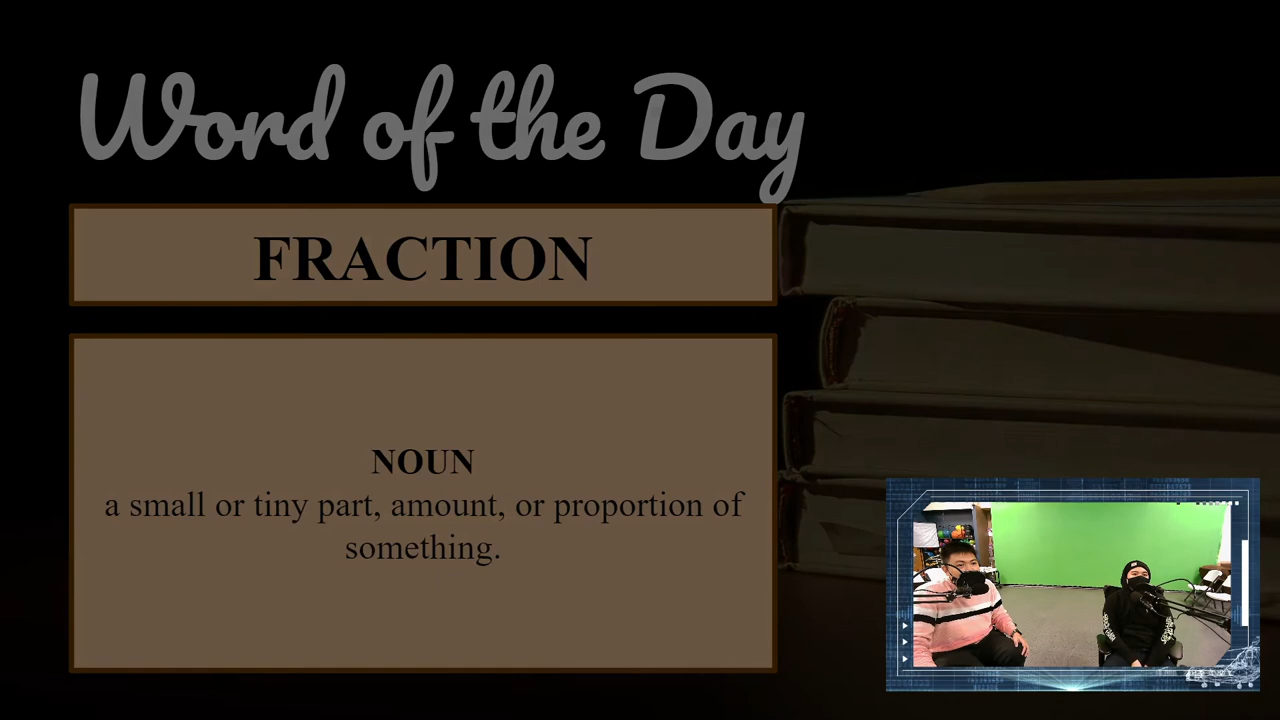 Word of the Day
FRACTION
NOUN
a small or tiny part, amount, or proportion of
something.